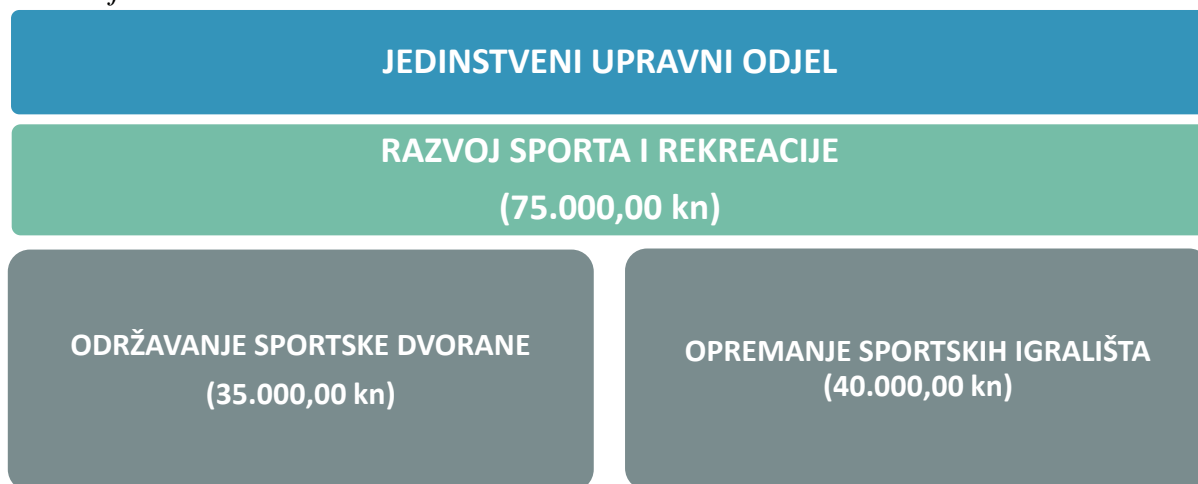 JEDINSTVENI UPRAVNI ODJEL
RAZVOJ SPORTA I REKREACIJE
(75.000,00 kn)
ODRŽAVANJE SPORTSKE DVORANE
(35.000,00 kn)
OPREMANJE SPORTSKIH IGRALIŠTA
(40.000,00 kn)